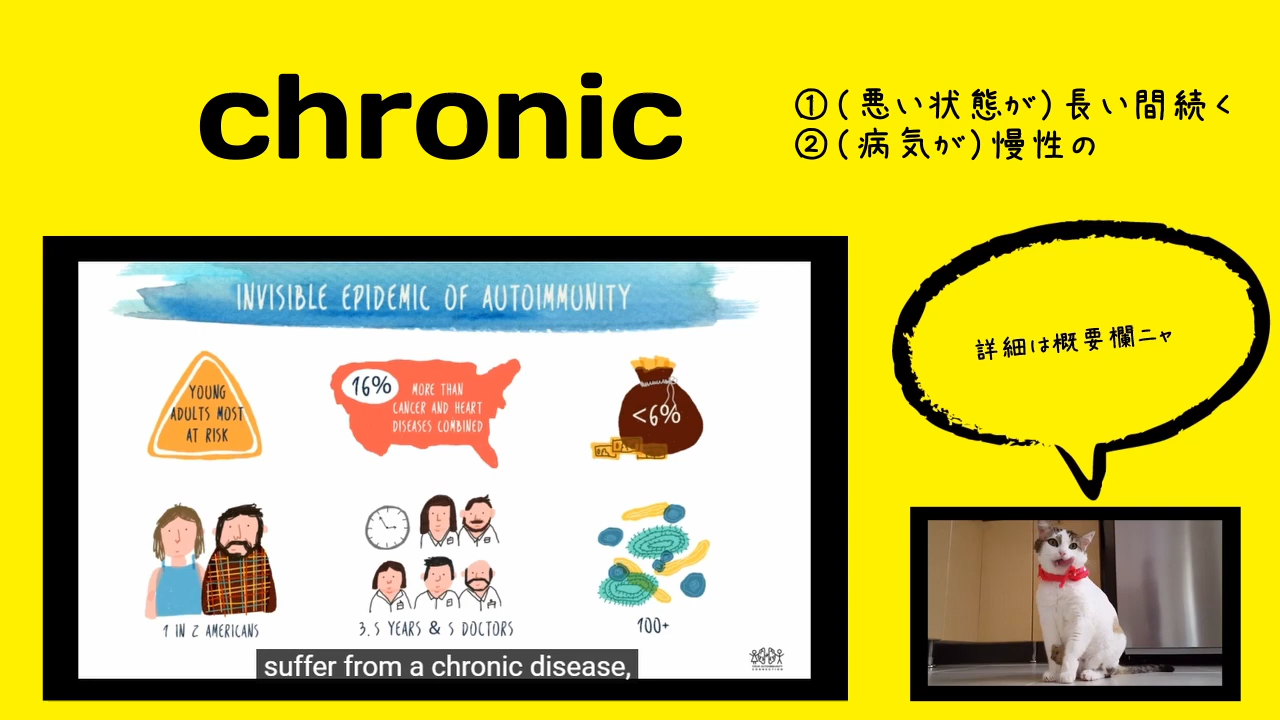 chronic
①(悪い状態が)長い間続く
②(病気が)慢性の
INVISIBLE EPIDEMIC OF AUTOIMMUNITY
YOUNG
ADULTS MOST
AT RISK
16%
MORE THAN
CANCER AND HEART
DISEASES COMBINED
<6%
詳細は概要欄ニャ
1 IN 2 AMERICANS
3.5 YEARS & 5 DOCTORS
100+
suffer from a chronic disease,